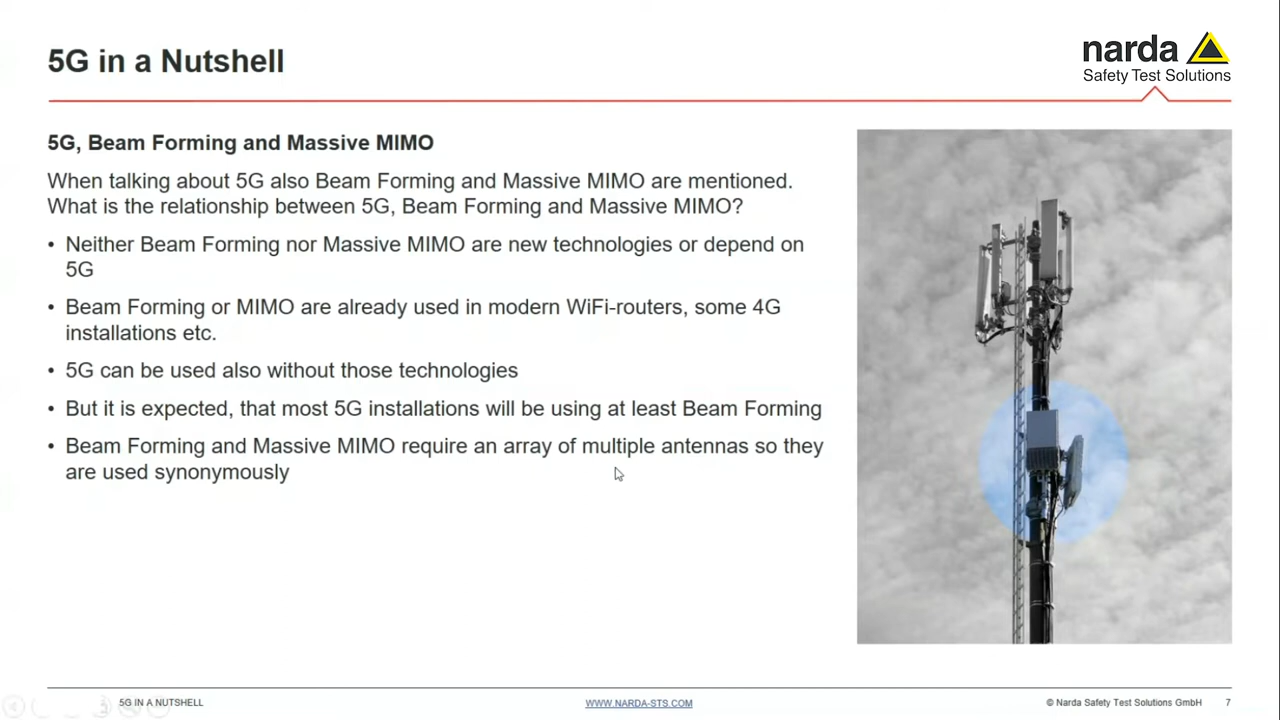 5G in a Nutshell
narda
Safety Test Solutions
5G, Beam Forming and Massive MIMO
When talking about 5G also Beam Forming and Massive MIMO are mentioned.
What is the relationship between 5G, Beam Forming and Massive MIMO?
• Neither Beam Forming nor Massive MIMO are new technologies or depend on
5G
• Beam Forming or MIMO are already used in modern WiFi-routers, some 4G
installations etc.
• 5G can be used also without those technologies
• But it is expected, that most 5G installations will be using at least Beam Forming
• Beam Forming and Massive MIMO require an array of multiple antennas so they
are used synonymously
5G IN A NUTSHELL
WWW.NARDA-STS.COM
© Narda Safety Test Solutions GmbH
7